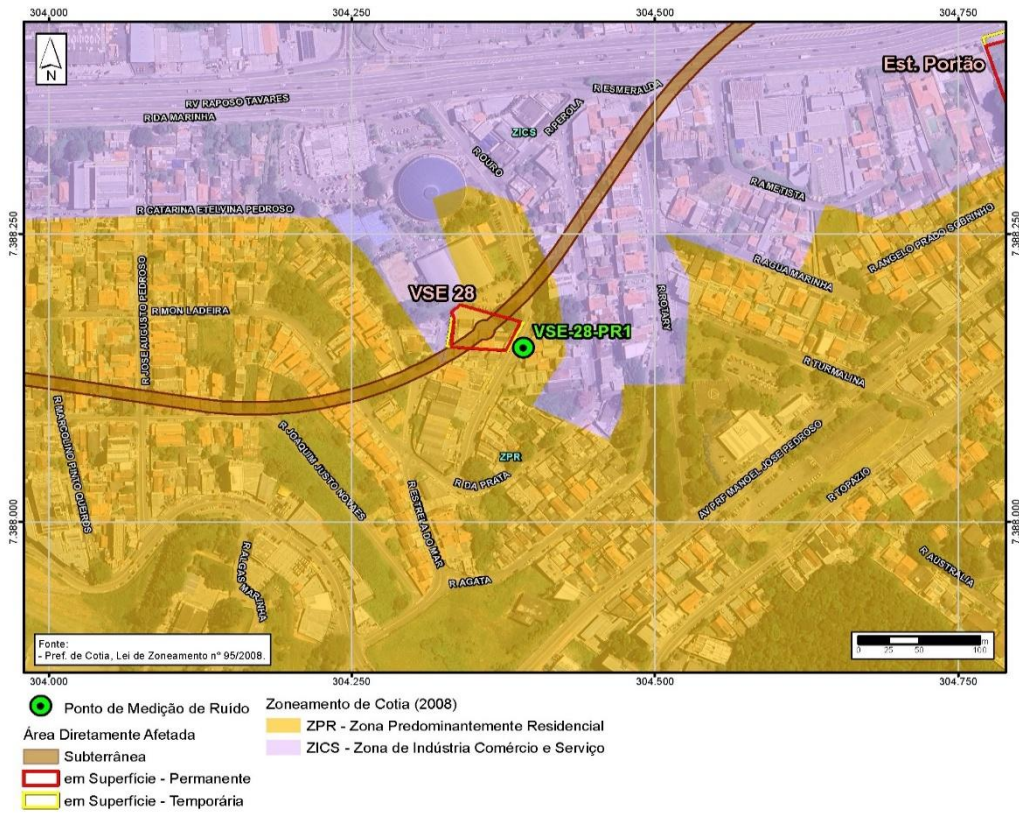 304.000 304.250 304.500 304.750
N
Est. Portão
RV RAPOSO TAVARES
R DA MARINHA
R ESMERALDA
R PEROLA
ZICS
R OURO
R AMETISTA
R CATARINA ETELVINA PEDROSO
R ANGELO PRADO SOBRINHO
7.388.250 7.388.250
R AGUA MARINHA
R JOSE AUGUSTO PEDROSO
R MON LADEIRA
VSE 28
VSE-28-PR1
R ROTARY
R TURMALINA
R MARCOLINO PINTO QUEIROS
R JOAQUIM JUSTO NOVAES
ZPR
R DA PRATA
R ESTRELA DO MAR
AV PRF MANOEL JOSE PEDROSO
R TOPAZIO
7.388.000 7.388.000
R ALGAS MARINHA
R AGATA
R AUSTRALIA
Fonte:
- Pref. de Cotia, Lei de Zoneamento nº 95/2008.
m
0 25 50 100
304.000 304.250 304.500 304.750
Ponto de Medição de Ruído
Área Diretamente Afetada
Subterrânea
em Superfície - Permanente
em Superfície - Temporária
Zoneamento de Cotia (2008)
ZPR - Zona Predominantemente Residencial
ZICS - Zona de Indústria Comércio e Serviço